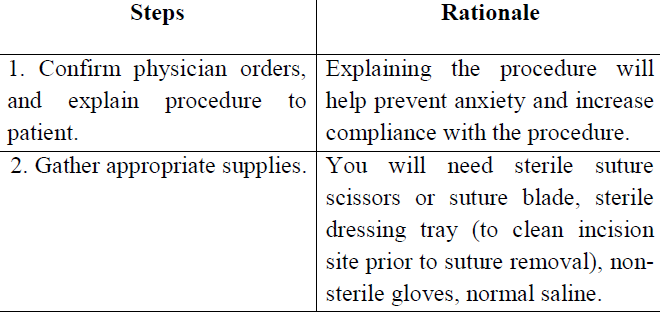 Steps
Rationale
1. Confirm physician orders,
and explain procedure to
patient.
Explaining the procedure will
help prevent anxiety and increase
compliance with the procedure.
2. Gather appropriate supplies.
You will need sterile suture
scissors or suture blade, sterile
dressing tray (to clean incision
site prior to suture removal), non-
sterile gloves, normal saline.